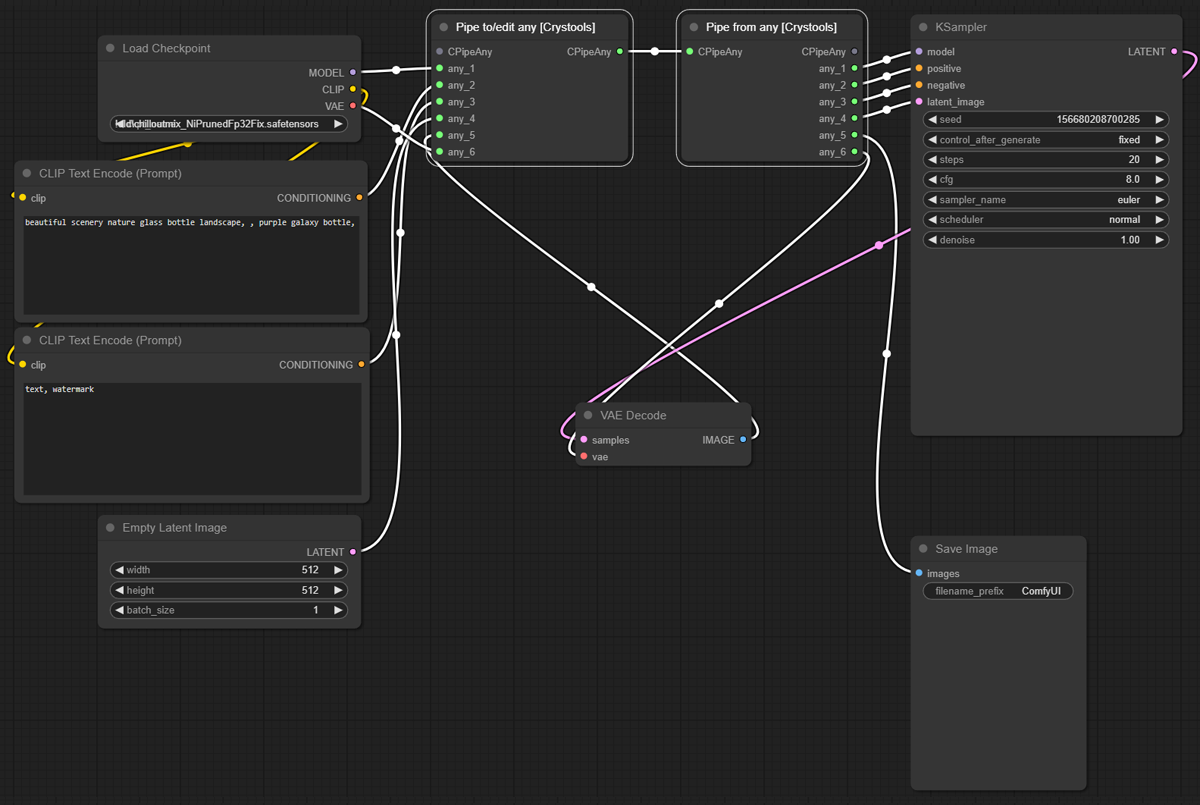 Load Checkpoint
MODEL
CLIP
VAE
_NiPrunedFp32Fix.safetensors
CLIP Text Encode (Prompt)
clip
CONDITIONING
beautiful scenery nature glass bottle landscape, , purple galaxy bottle,
CLIP Text Encode (Prompt)
clip
CONDITIONING
text, watermark
Empty Latent Image
LATENT
width 512
height 512
batch_size 1
Pipe to/edit any [Crystools]
CPipeAny CPipeAny
any_1
any_2
any_3
any_4
any_5
any_6
Pipe from any [Crystools]
CPipeAny CPipeAny
any_1
any_2
any_3
any_4
any_5
any_6
VAE Decode
samples IMAGE
vae
KSampler
model LATENT
positive
negative
latent_image
seed 156680208700285
control_after_generate fixed
steps 20
cfg 8.0
sampler_name euler
scheduler normal
denoise 1.00
Save Image
images
filename_prefix ComfyUI